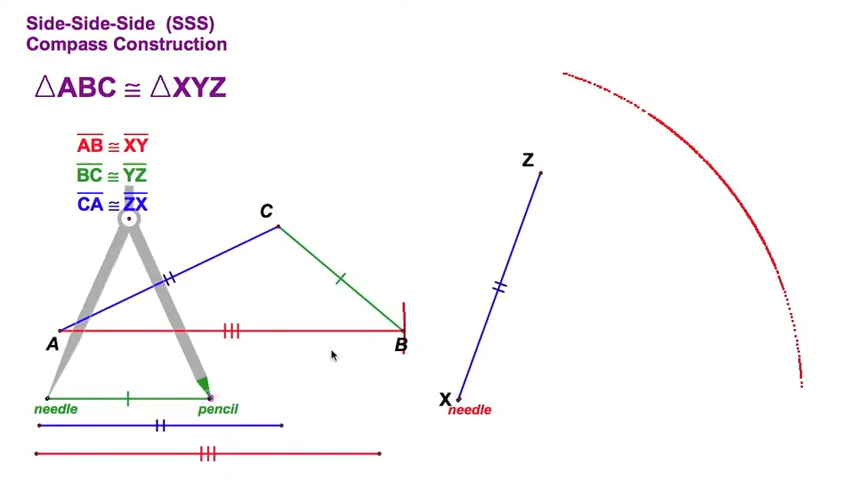 Side-Side-Side (SSS)
Compass Construction
△ABC ≅ △XYZ
AB ≅ XY
BC ≅ YZ
CA ≅ ZX
C
Z
A
B
X
needle
needle
pencil